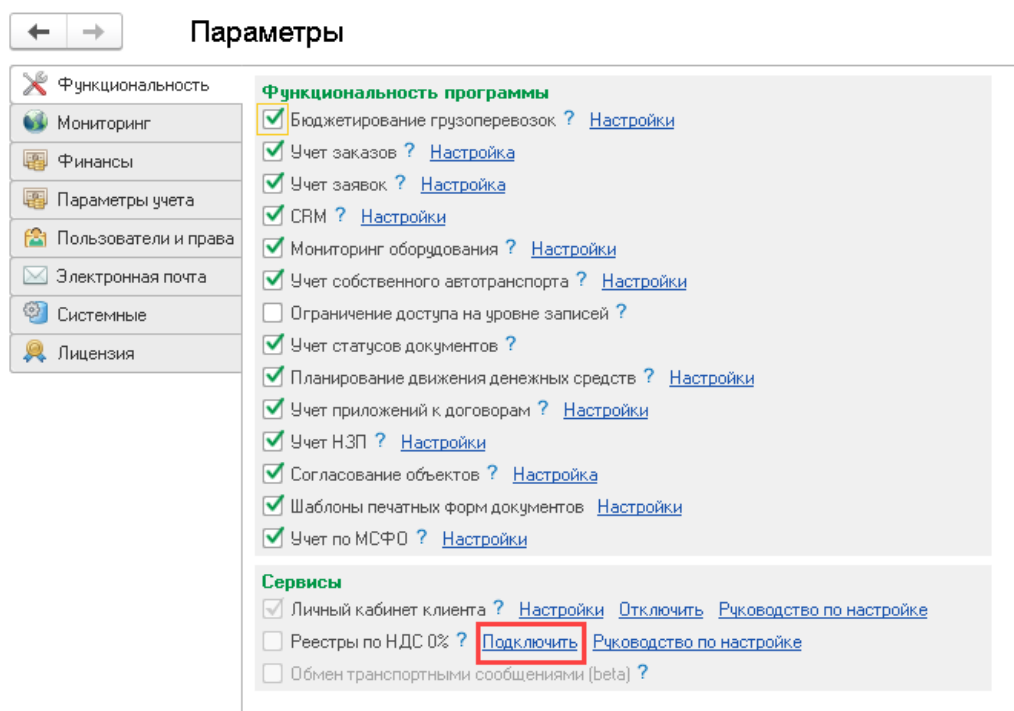 Параметры
Функциональность
Мониторинг
Финансы
Параметры учета
Пользователи и права
Электронная почта
Системные
Лицензия
Функциональность программы
Бюджетирование грузоперевозок ? Настройки
Учет заказов ? Настройка
Учет заявок ? Настройка
CRM ? Настройки
Мониторинг оборудования ? Настройки
Учет собственного автотранспорта ? Настройки
Ограничение доступа на уровне записей ?
Учет статусов документов ?
Планирование движения денежных средств ? Настройки
Учет приложений к договорам ? Настройки
Учет НЗП ? Настройки
Согласование объектов ? Настройка
Шаблоны печатных форм документов Настройки
Учет по МСФО ? Настройки
Сервисы
Личный кабинет клиента ? Настройки Отключить Руководство по настройке
Реестры по НДС 0% ? Подключить Руководство по настройке
Обмен транспортными сообщениями (beta) ?